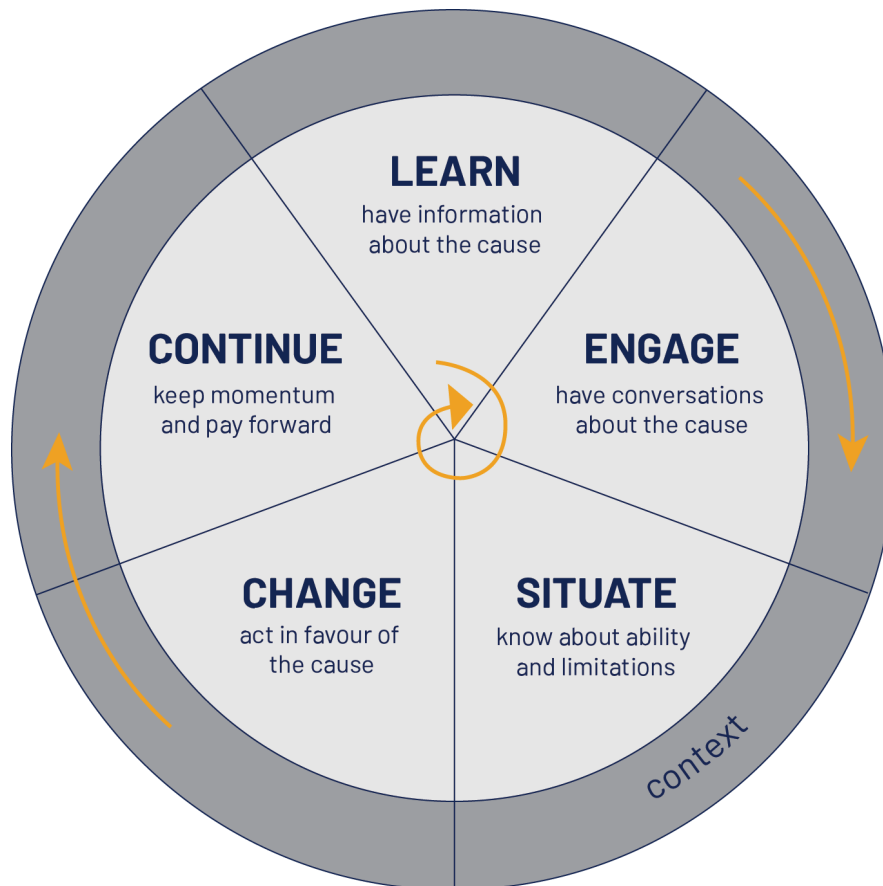 LEARN
have information
about the cause
ENGAGE
have conversations
about the cause
SITUATE
know about ability
and limitations
CHANGE
act in favour of
the cause
CONTINUE
keep momentum
and pay forward
context